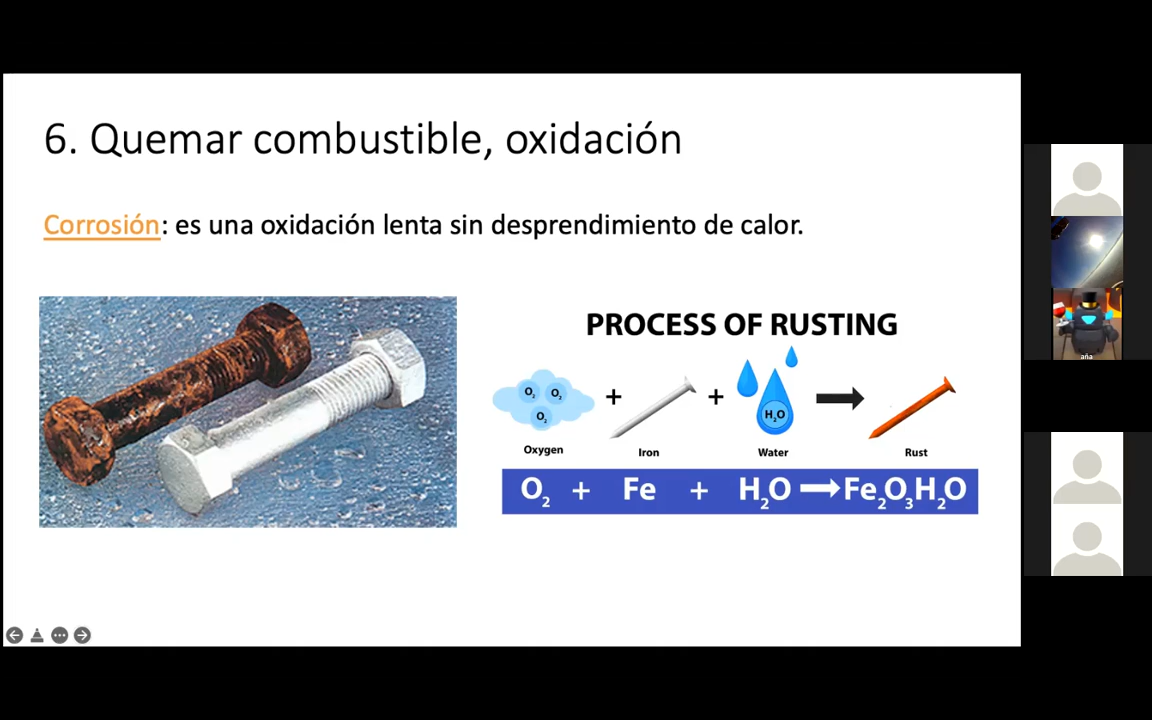 6. Quemar combustible, oxidación
Corrosión: es una oxidación lenta sin desprendimiento de calor.
PROCESS OF RUSTING
O₂ O₂
O₂
+ + H₂O
Oxygen Iron Water Rust
O₂ + Fe + H₂O ➞ Fe₂O₃H₂O
aña